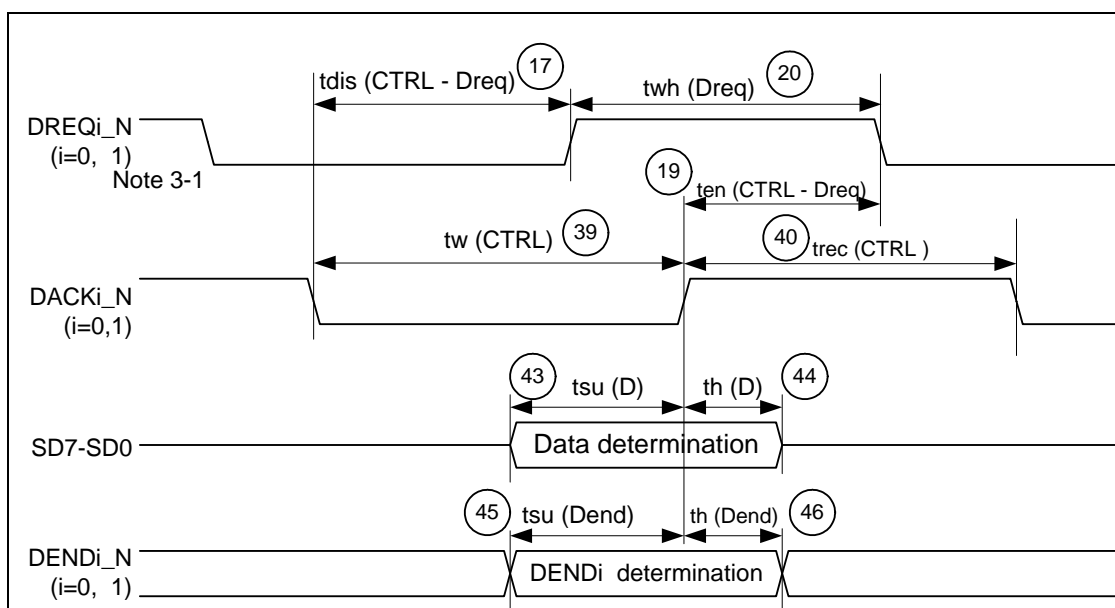 tdis (CTRL - Dreq) 17
twh (Dreq) 20
DREQi_N
(i=0, 1)
Note 3-1
19
ten (CTRL - Dreq)
tw (CTRL) 39
40 trec (CTRL )
DACKi_N
(i=0,1)
43 tsu (D) th (D) 44
SD7-SD0 Data determination
45 tsu (Dend) th (Dend) 46
DENDi_N
(i=0, 1)
DENDi determination